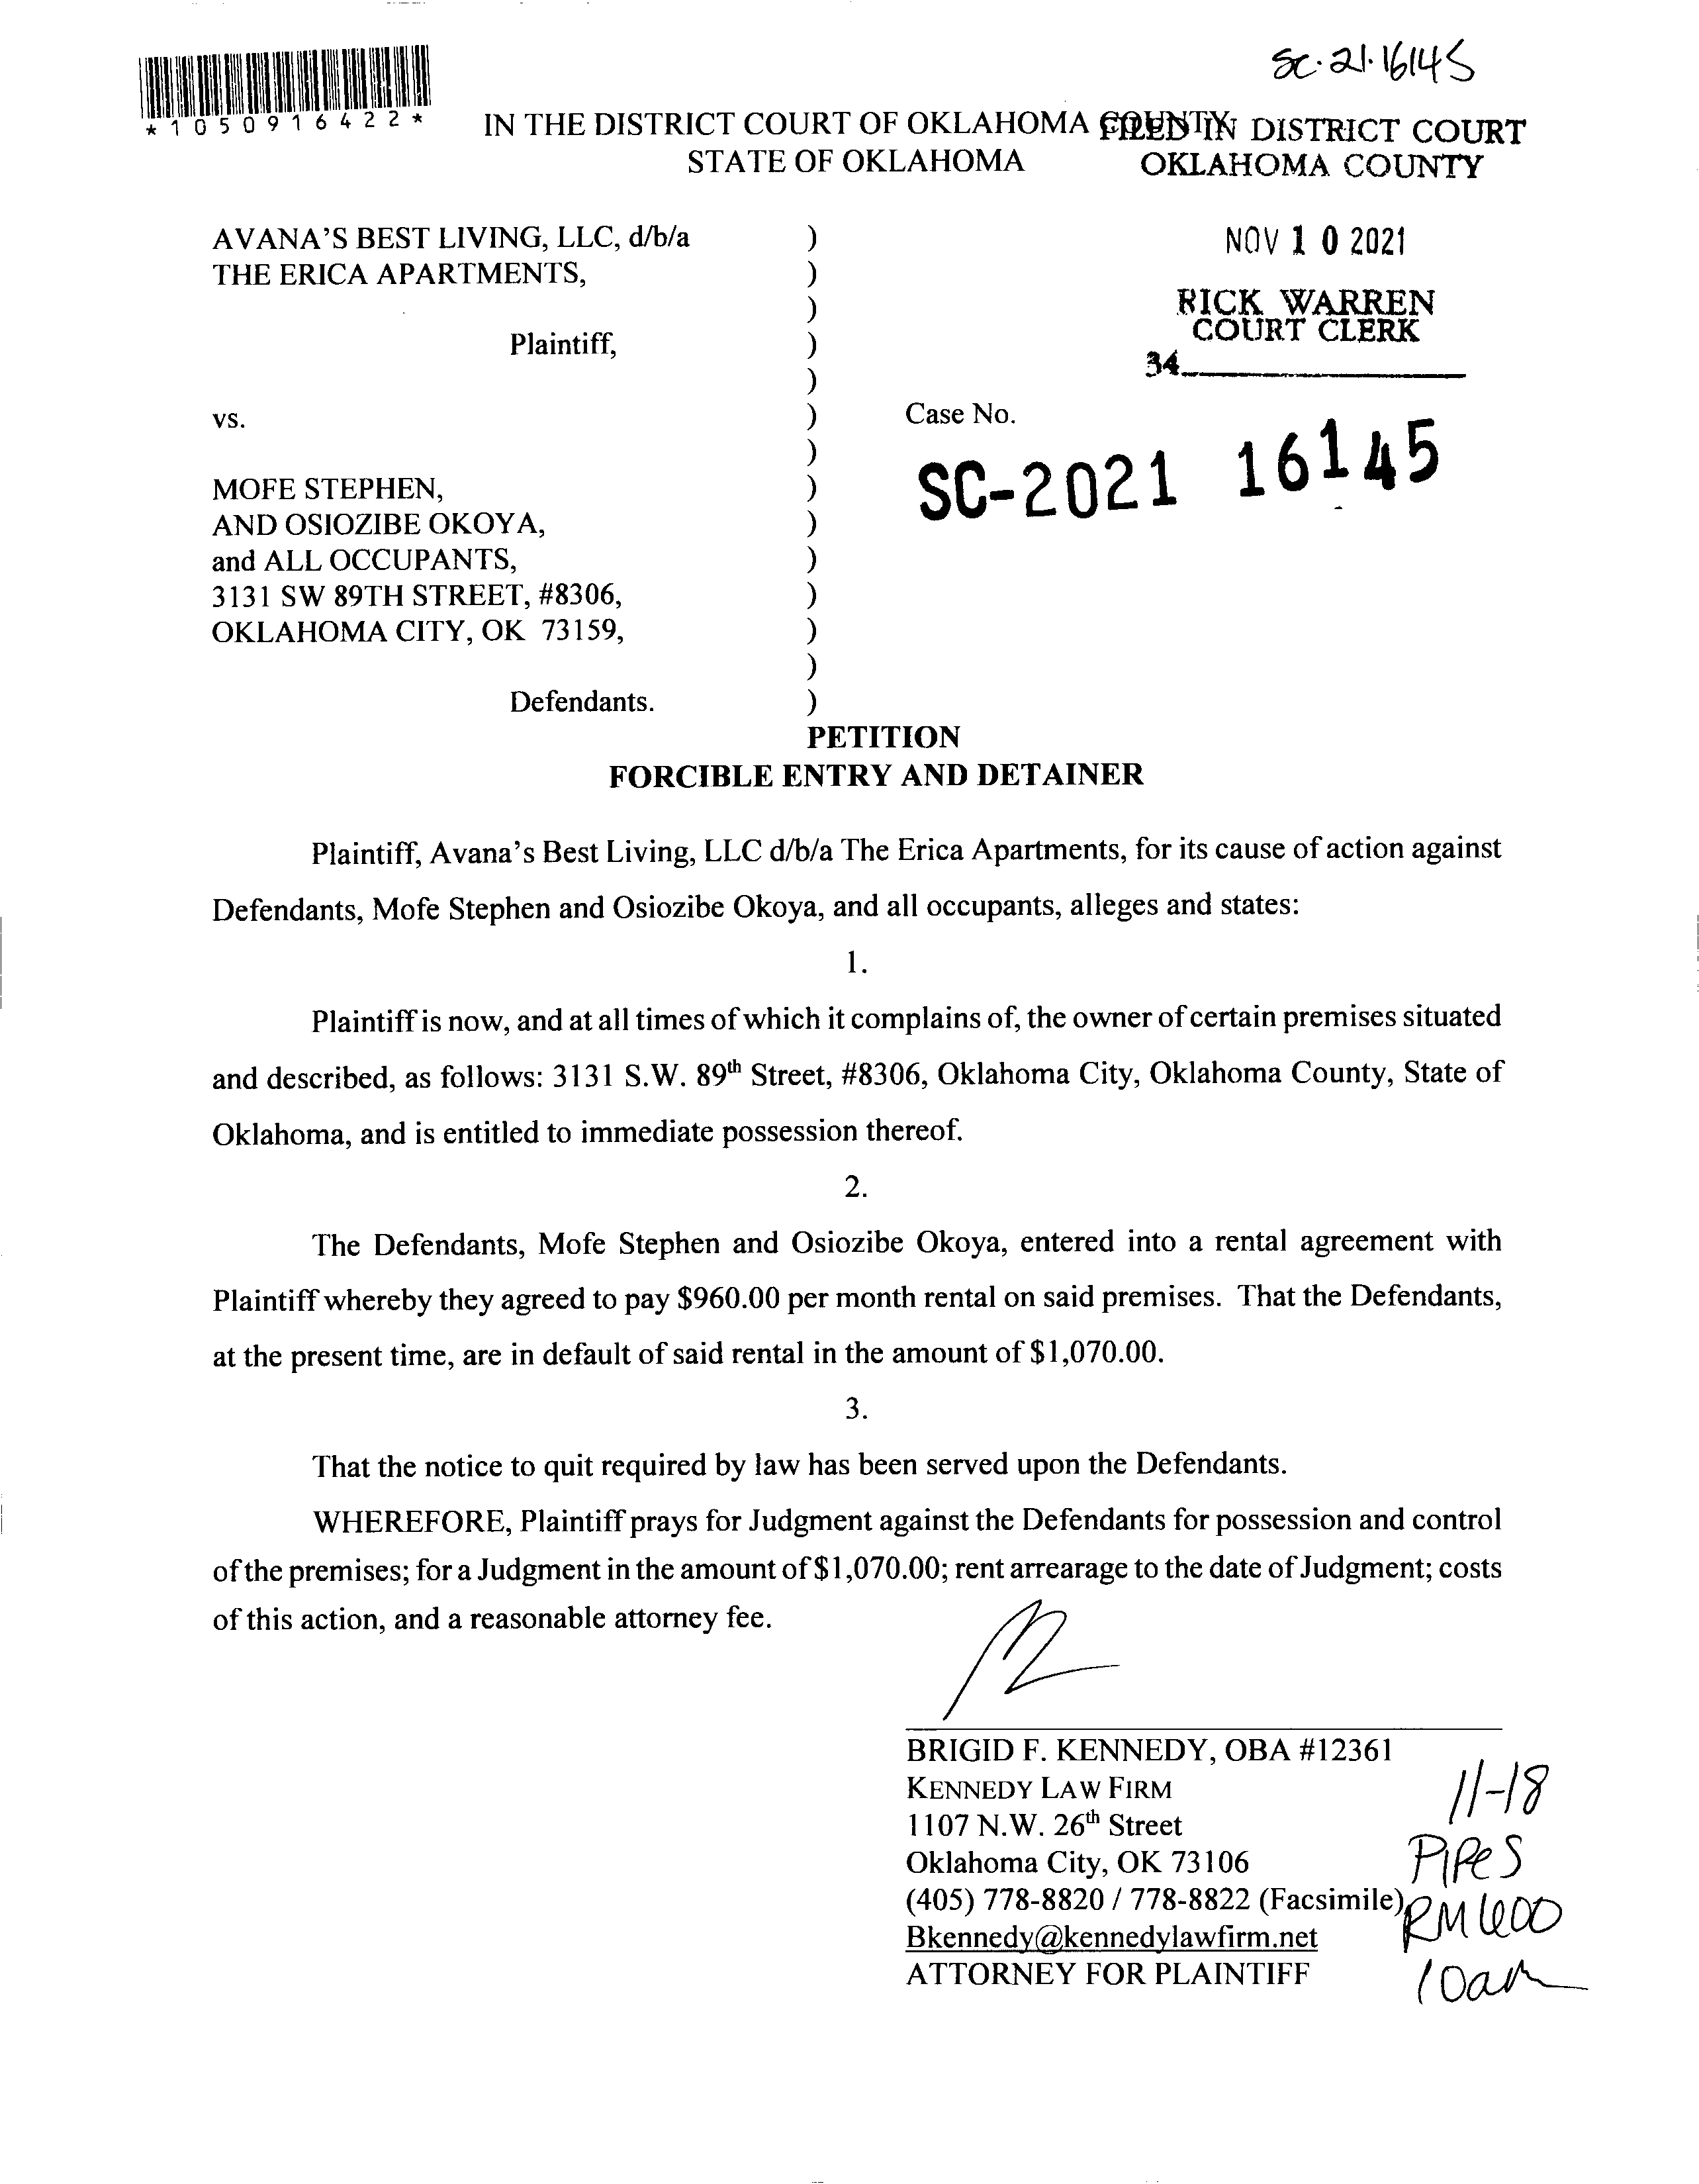 SC-21-16145
*1050916422*
IN THE DISTRICT COURT OF OKLAHOMA COUNTY
STATE OF OKLAHOMA
FILED IN DISTRICT COURT
OKLAHOMA COUNTY
NOV 10 2021
RICK WARREN
COURT CLERK
34
AVANA'S BEST LIVING, LLC, d/b/a )
THE ERICA APARTMENTS, )
)
Plaintiff, )
)
vs. ) Case No.
)
SC-2021 16145
MOFE STEPHEN, )
AND OSIOZIBE OKOYA, )
and ALL OCCUPANTS, )
3131 SW 89TH STREET, #8306, )
OKLAHOMA CITY, OK 73159, )
)
Defendants. )
PETITION
FORCIBLE ENTRY AND DETAINER
Plaintiff, Avana's Best Living, LLC d/b/a The Erica Apartments, for its cause of action against
Defendants, Mofe Stephen and Osiozibe Okoya, and all occupants, alleges and states:
1.
Plaintiff is now, and at all times of which it complains of, the owner of certain premises situated
and described, as follows: 3131 S.W. 89th Street, #8306, Oklahoma City, Oklahoma County, State of
Oklahoma, and is entitled to immediate possession thereof.
2.
The Defendants, Mofe Stephen and Osiozibe Okoya, entered into a rental agreement with
Plaintiff whereby they agreed to pay $960.00 per month rental on said premises. That the Defendants,
at the present time, are in default of said rental in the amount of $1,070.00.
3.
That the notice to quit required by law has been served upon the Defendants.
WHEREFORE, Plaintiff prays for Judgment against the Defendants for possession and control
of the premises; for a Judgment in the amount of $1,070.00; rent arrearage to the date of Judgment; costs
of this action, and a reasonable attorney fee.
BRIGID F. KENNEDY, OBA #12361
KENNEDY LAW FIRM
1107 N.W. 26th Street
Oklahoma City, OK 73106
(405) 778-8820 / 778-8822 (Facsimile)
Bkennedy@kennedylawfirm.net
ATTORNEY FOR PLAINTIFF
11-18
PIPES
RM 600
10am